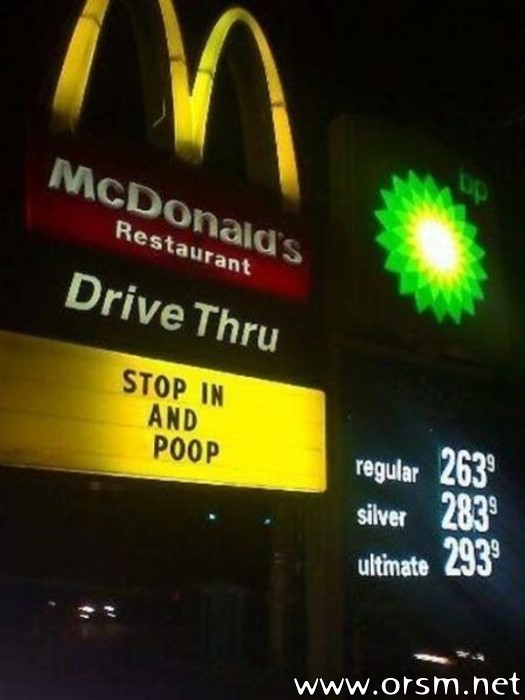 McDonald's
Restaurant
Drive Thru
STOP IN
AND
POOP
bp
regular 263⁹
silver 283⁹
ultimate 293⁹
www.orsm.net